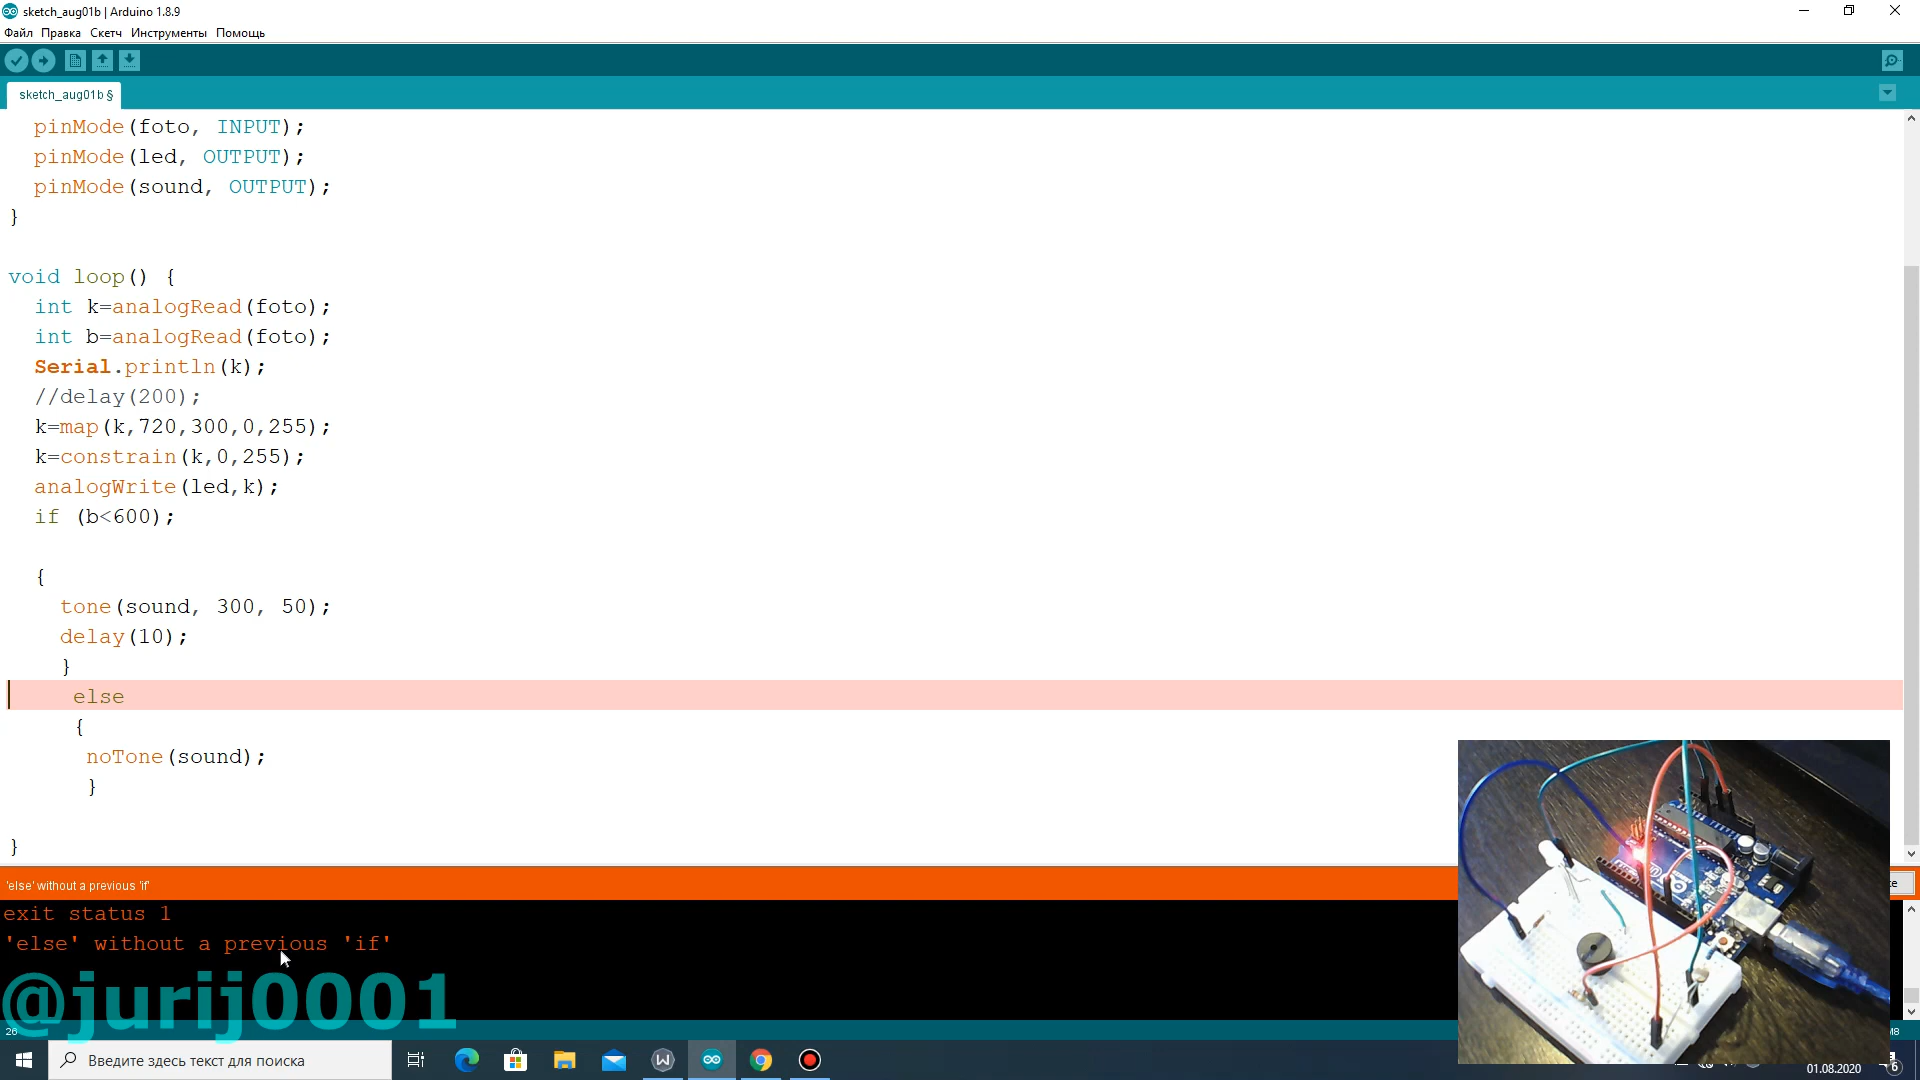 sketch_aug01b | Arduino 1.8.9
Файл Правка Скетч Инструменты Помощь
sketch_aug01b §
pinMode(foto, INPUT);
pinMode(led, OUTPUT);
pinMode(sound, OUTPUT);
}
void loop() {
int k=analogRead(foto);
int b=analogRead(foto);
Serial.println(k);
//delay(200);
k=map(k,720,300,0,255);
k=constrain(k,0,255);
analogWrite(led,k);
if (b<600);
{
tone(sound, 300, 50);
delay(10);
}
else
{
noTone(sound);
}
}
'else' without a previous 'if'
exit status 1
'else' without a previous 'if'
@jurij0001
26
Введите здесь текст для поиска
01.08.2020
6